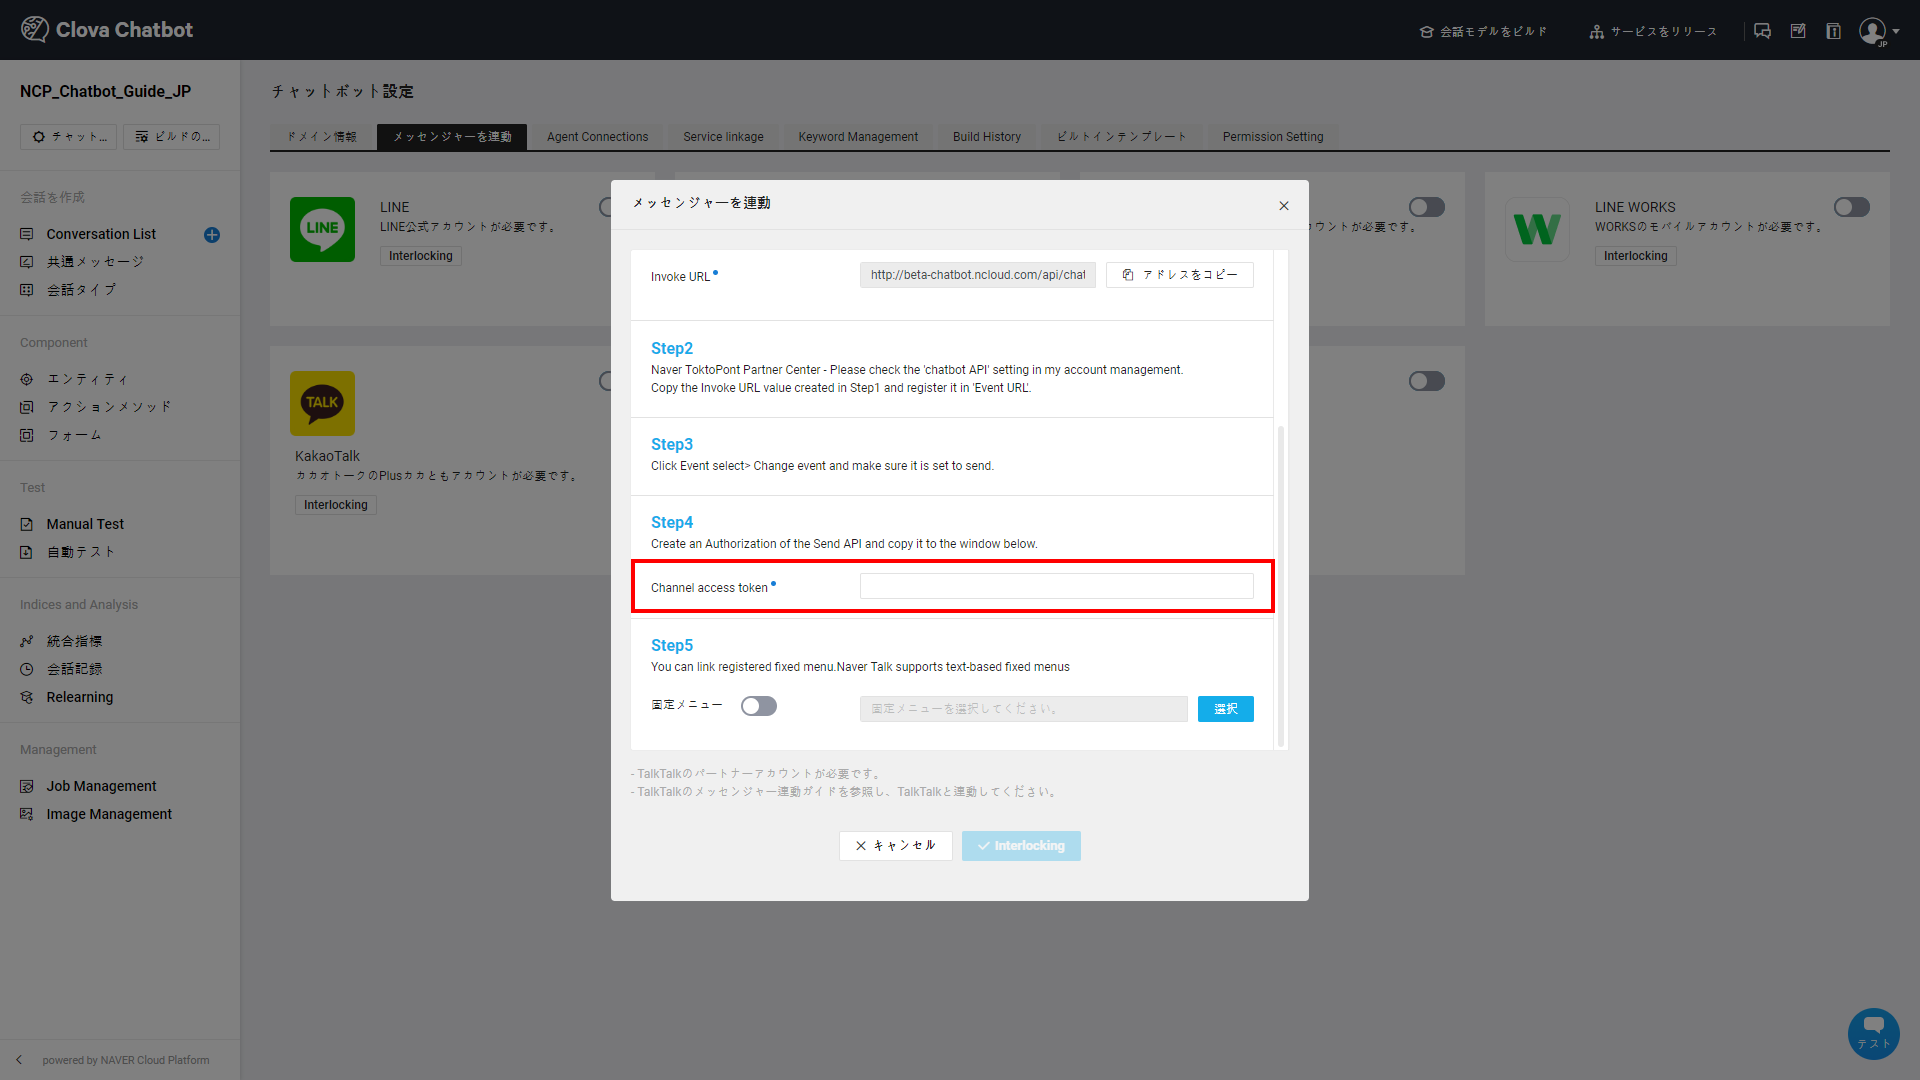 Clova Chatbot
会話モデルをビルド
サービスをリリース
JP
NCP_Chatbot_Guide_JP
チャット...
ビルドの...
会話を作成
Conversation List
共通メッセージ
会話タイプ
Component
エンティティ
アクションメソッド
フォーム
Test
Manual Test
自動テスト
Indices and Analysis
統合指標
会話記録
Relearning
Management
Job Management
Image Management
powered by NAVER Cloud Platform
チャットボット設定
ドメイン情報
メッセンジャーを連動
Agent Connections
Service linkage
Keyword Management
Build History
ビルトインテンプレート
Permission Setting
LINE
LINE
LINE公式アカウントが必要です。
Interlocking
ウントが必要です。
LINE WORKS
WORKSのモバイルアカウントが必要です。
Interlocking
TALK
KakaoTalk
カカオトークのPlusカカともアカウントが必要です。
Interlocking
メッセンジャーを連動
Invoke URL
http://beta-chatbot.ncloud.com/api/chat
アドレスをコピー
Step2
Naver ToktoPont Partner Center - Please check the 'chatbot API' setting in my account management.
Copy the Invoke URL value created in Step1 and register it in 'Event URL'.
Step3
Click Event select> Change event and make sure it is set to send.
Step4
Create an Authorization of the Send API and copy it to the window below.
Channel access token
Step5
You can link registered fixed menu.Naver Talk supports text-based fixed menus
固定メニュー
固定メニューを選択してください。
選択
- TalkTalkのパートナーアカウントが必要です。
- TalkTalkのメッセンジャー連動ガイドを参照し、TalkTalkと連動してください。
キャンセル
Interlocking
テスト